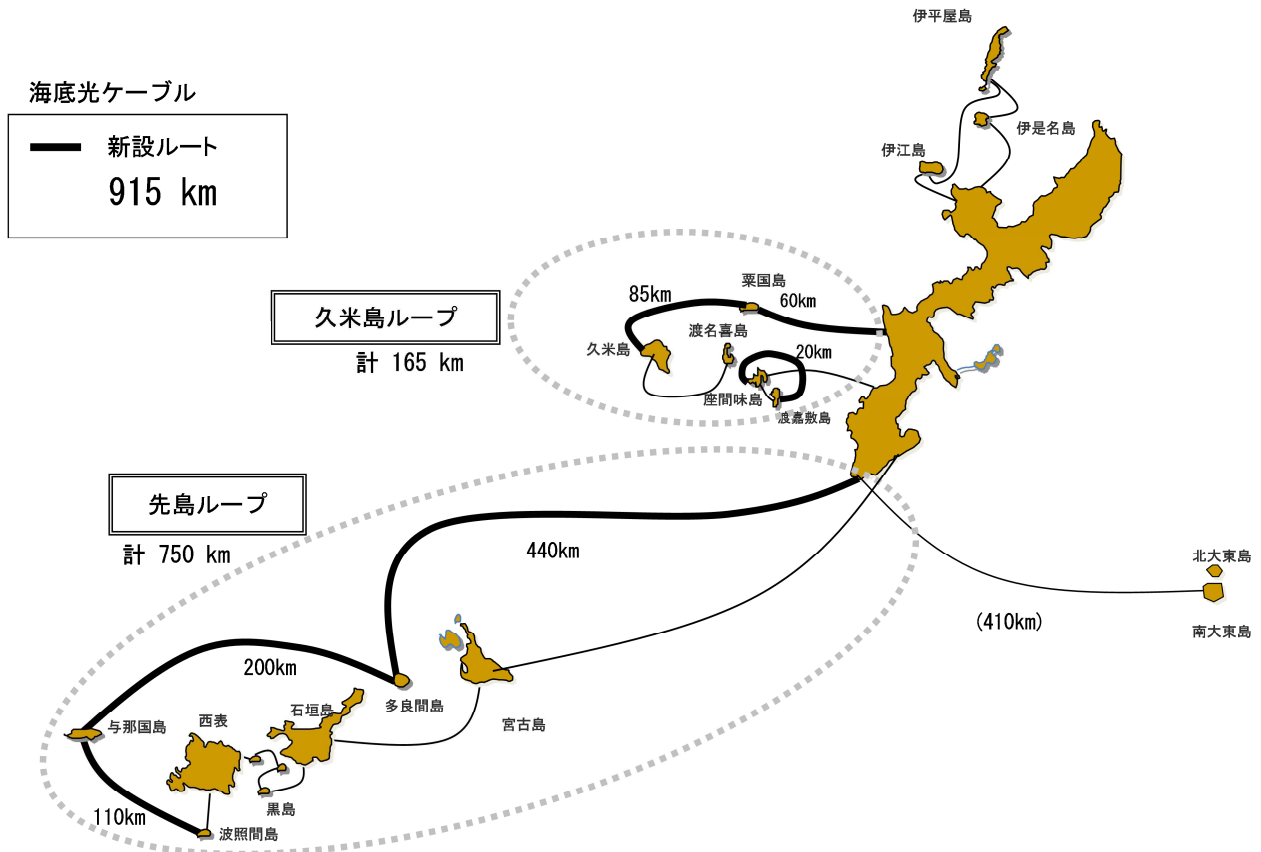 伊平屋島
海底光ケーブル
新設ルート
915 km
伊是名島
伊江島
久米島ループ
計 165 km
粟国島
85km
60km
渡名喜島
久米島
20km
座間味島
渡嘉敷島
先島ループ
計 750 km
440km
北大東島
(410km)
南大東島
200km
多良間島
宮古島
石垣島
西表
与那国島
黒島
110km
波照間島